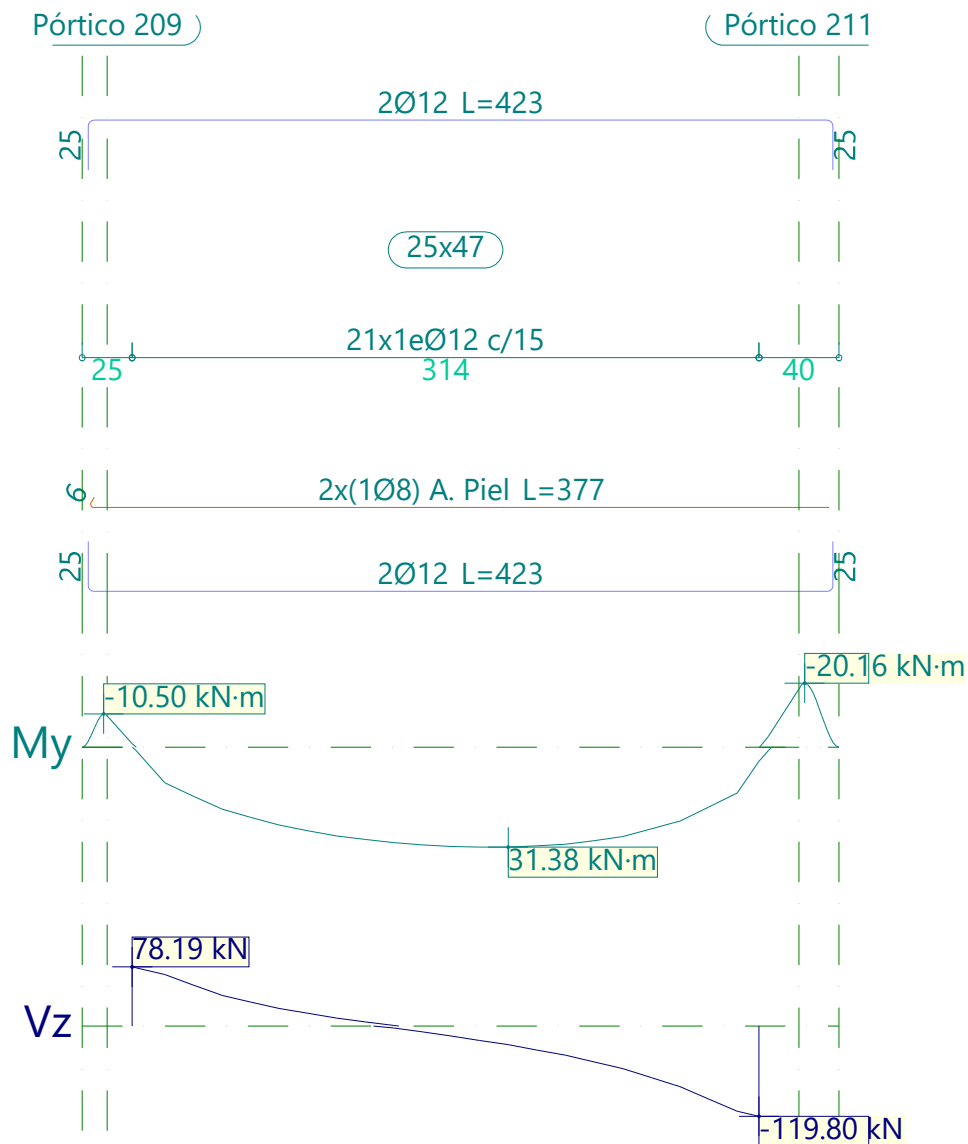 Pórtico 209
Pórtico 211
2Ø12 L=423
25
25
25x47
21x1eØ12 c/15
25
314
40
2x(1Ø8) A. Piel L=377
6
25
2Ø12 L=423
25
-20.16 kN·m
-10.50 kN·m
My
31.38 kN·m
78.19 kN
Vz
-119.80 kN